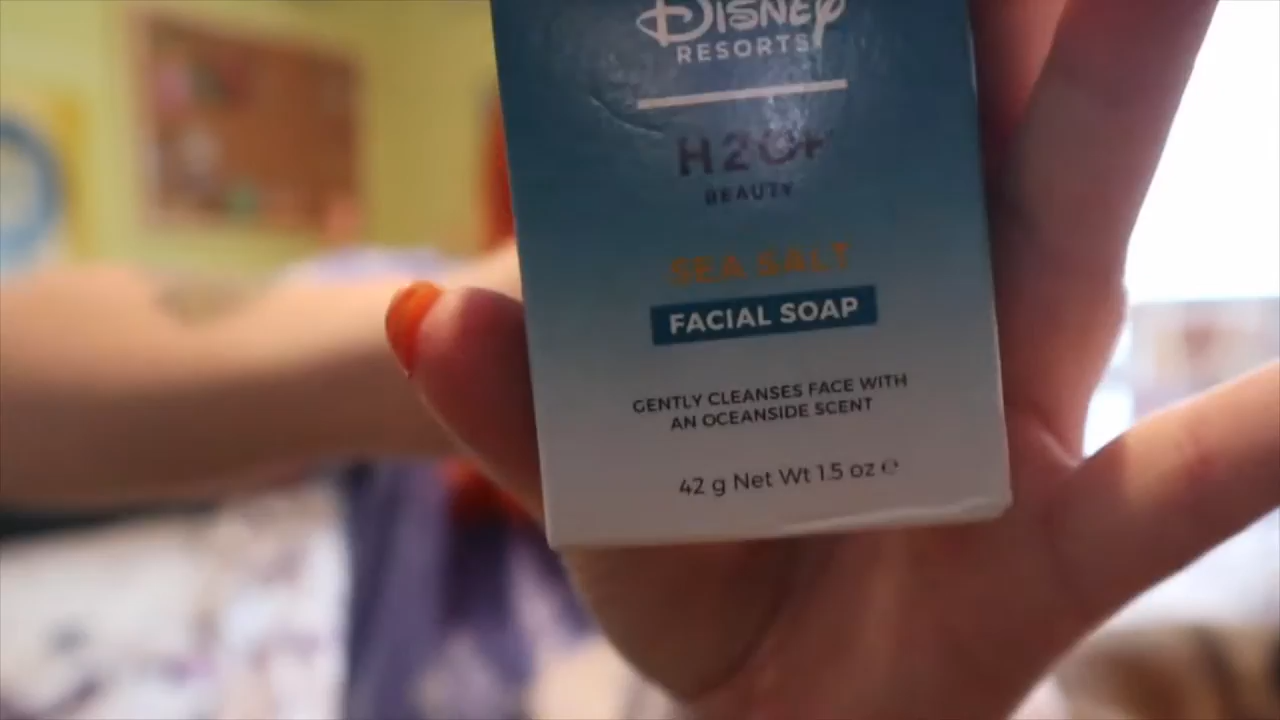 Disney
RESORTS
H2O+
BEAUTY
SEA SALT
FACIAL SOAP
GENTLY CLEANSES FACE WITH
AN OCEANSIDE SCENT
42 g Net Wt 1.5 oz ℮